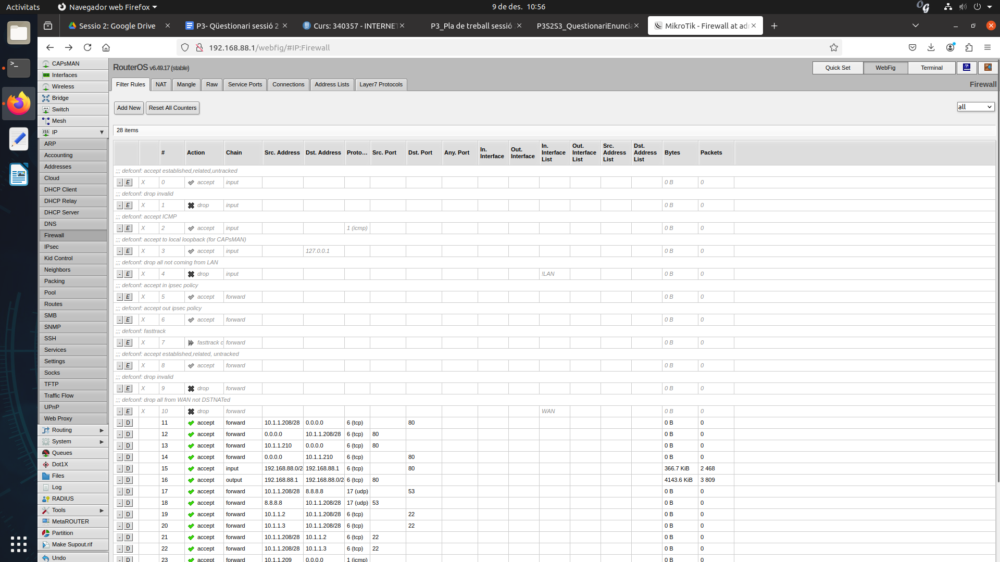 Activitats
Navegador web Firefox
9 de des. 10:56
Sessio 2: Google Drive
P3- Qüestionari sessió 2
Curs: 340357 - INTERNET
P3_Pla de treball sessió
P3S2S3_QuestionariEnuncia
MikroTik - Firewall at adm
192.168.88.1/webfig/#IP:Firewall
CAPsMAN
Interfaces
Wireless
Bridge
Switch
Mesh
IP
ARP
Accounting
Addresses
Cloud
DHCP Client
DHCP Relay
DHCP Server
DNS
Firewall
IPsec
Kid Control
Neighbors
Packing
Pool
Routes
SMB
SNMP
SSH
Services
Settings
Socks
TFTP
Traffic Flow
UPnP
Web Proxy
Routing
System
Queues
Dot1X
Files
Log
RADIUS
Tools
MetaROUTER
Partition
Make Supout.rif
Undo
RouterOS v6.49.17 (stable)
Quick Set WebFig Terminal
Filter Rules NAT Mangle Raw Service Ports Connections Address Lists Layer7 Protocols
Firewall
Add New Reset All Counters
all
28 items
# Action Chain Src. Address Dst. Address Proto... Src. Port Dst. Port Any. Port In. Interface Out. Interface In. Interface List Out. Interface List Src. Address List Dst. Address List Bytes Packets
;;; defconf: accept established,related,untracked
- E X 0 accept input 0 B 0
;;; defconf: drop invalid
- E X 1 drop input 0 B 0
;;; defconf: accept ICMP
- E X 2 accept input 1 (icmp) 0 B 0
;;; defconf: accept to local loopback (for CAPsMAN)
- E X 3 accept input 127.0.0.1 0 B 0
;;; defconf: drop all not coming from LAN
- E X 4 drop input !LAN 0 B 0
;;; defconf: accept in ipsec policy
- E X 5 accept forward 0 B 0
;;; defconf: accept out ipsec policy
- E X 6 accept forward 0 B 0
;;; defconf: fasttrack
- E X 7 fasttrack c forward 0 B 0
;;; defconf: accept established,related, untracked
- E X 8 accept forward 0 B 0
;;; defconf: drop invalid
- E X 9 drop forward 0 B 0
;;; defconf: drop all from WAN not DSTNATed
- E X 10 drop forward WAN 0 B 0
- D 11 accept forward 10.1.1.208/28 0.0.0.0 6 (tcp) 80 0 B 0
- D 12 accept forward 0.0.0.0 10.1.1.208/28 6 (tcp) 80 0 B 0
- D 13 accept forward 10.1.1.210 0.0.0.0 6 (tcp) 80 0 B 0
- D 14 accept forward 0.0.0.0 10.1.1.210 6 (tcp) 80 0 B 0
- D 15 accept input 192.168.88.0/2 192.168.88.1 6 (tcp) 80 366.7 KiB 2 468
- D 16 accept output 192.168.88.1 192.168.88.0/2 6 (tcp) 80 4143.6 KiB 3 809
- D 17 accept forward 10.1.1.208/28 8.8.8.8 17 (udp) 53 0 B 0
- D 18 accept forward 8.8.8.8 10.1.1.208/28 17 (udp) 53 0 B 0
- D 19 accept forward 10.1.1.2 10.1.1.208/28 6 (tcp) 22 0 B 0
- D 20 accept forward 10.1.1.3 10.1.1.208/28 6 (tcp) 22 0 B 0
- D 21 accept forward 10.1.1.208/28 10.1.1.2 6 (tcp) 22 0 B 0
- D 22 accept forward 10.1.1.208/28 10.1.1.3 6 (tcp) 22 0 B 0
- D 23 accept forward 10.1.1.209 0.0.0.0 1 (icmp) 0 B 0